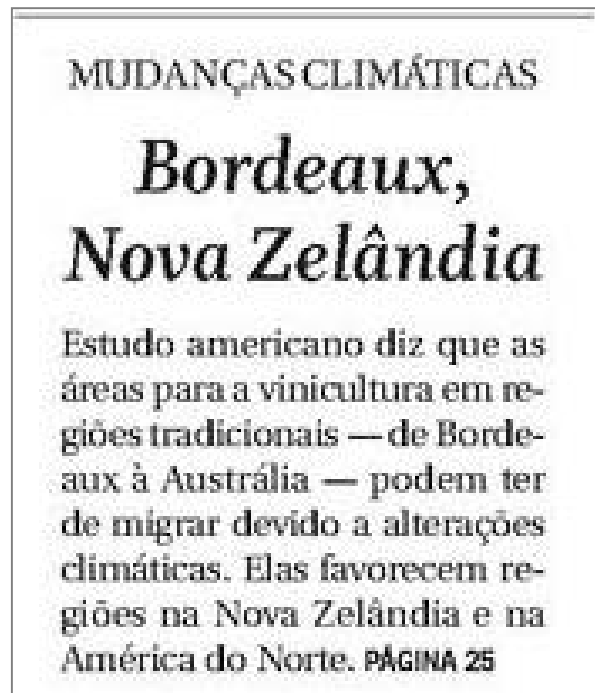 MUDANÇAS CLIMÁTICAS
Bordeaux,
Nova Zelândia
Estudo americano diz que as
áreas para a vinicultura em re-
giões tradicionais — de Borde-
aux à Austrália — podem ter
de migrar devido a alterações
climáticas. Elas favorecem re-
giões na Nova Zelândia e na
América do Norte. PÁGINA 25